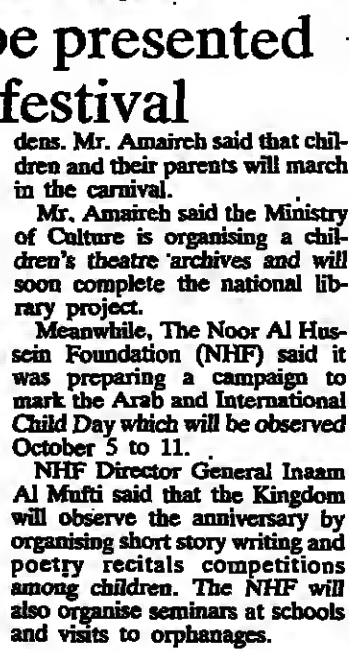 be presented
festival
dens. Mr. Amaireh said that chil-
dren and their parents will march
in the carnival.
Mr. Amaireh said the Ministry
of Culture is organising a chil-
dren's theatre archives and will
soon complete the national lib-
rary project.
Meanwhile, The Noor Al Hus-
sein Foundation (NHF) said it
was preparing a campaign to
mark the Arab and International
Child Day which will be observed
October 5 to 11.
NHF Director General Inaam
Al Mufti said that the Kingdom
will observe the anniversary by
organising short story writing and
poetry recitals competitions
among children. The NHF will
also organise seminars at schools
and visits to orphanages.